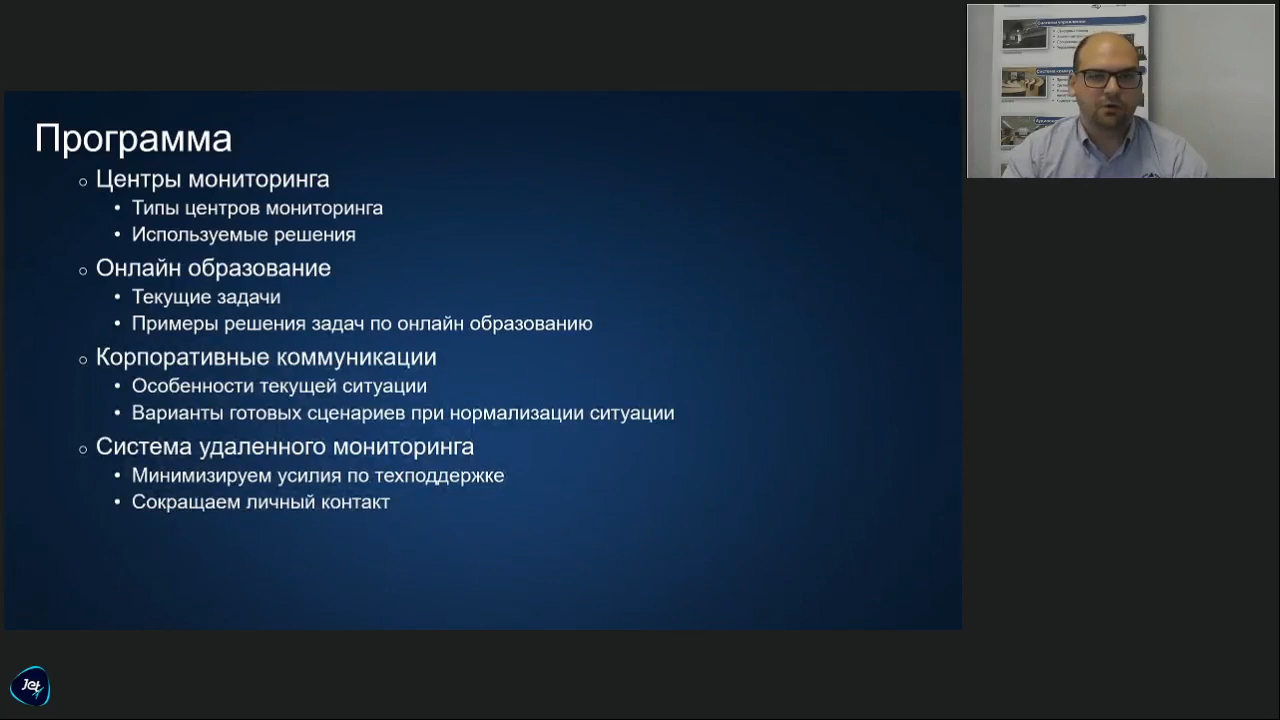 Программа
Центры мониторинга
Типы центров мониторинга
Используемые решения
Онлайн образование
Текущие задачи
Примеры решения задач по онлайн образованию
Корпоративные коммуникации
Особенности текущей ситуации
Варианты готовых сценариев при нормализации ситуации
Система удаленного мониторинга
Минимизируем усилия по техподдержке
Сокращаем личный контакт
Системы управления
Jet